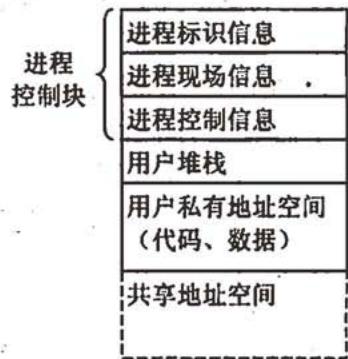 进程
控制块
进程标识信息
进程现场信息
进程控制信息
用户堆栈
用户私有地址空间
（代码、数据）
共享地址空间